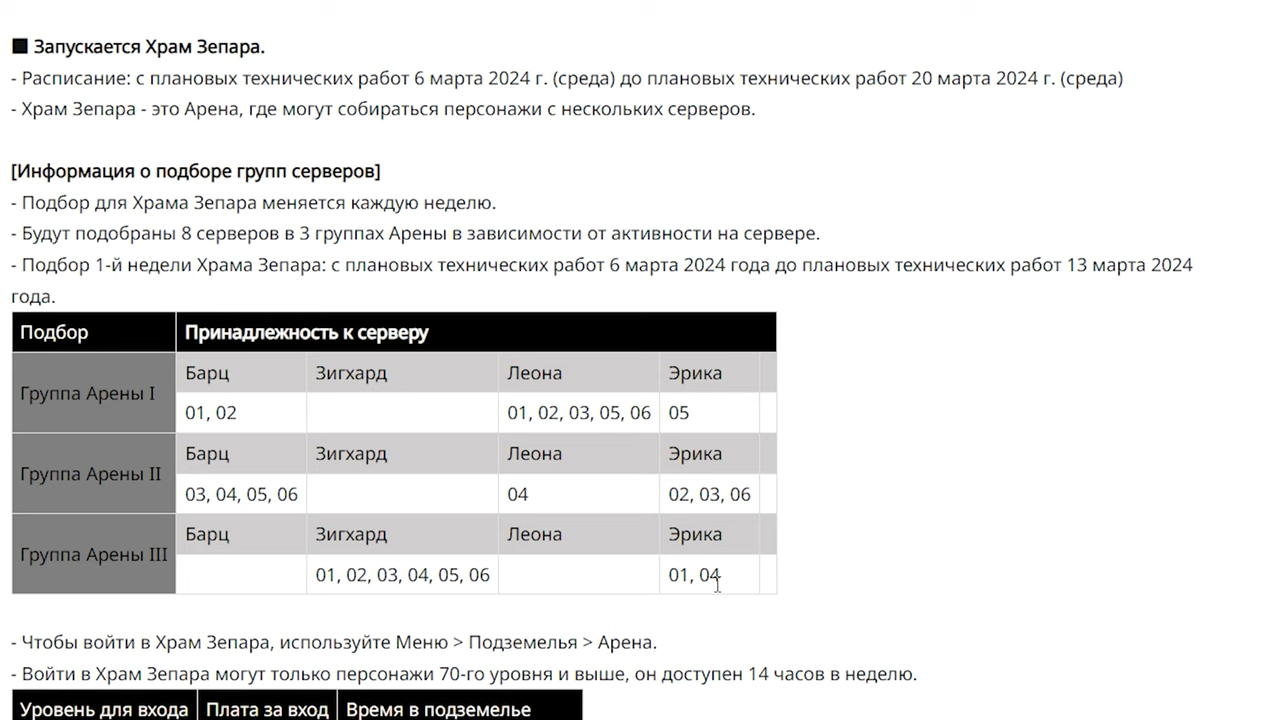 ■ Запускается Храм Зепара.
- Расписание: с плановых технических работ 6 марта 2024 г. (среда) до плановых технических работ 20 марта 2024 г. (среда)
- Храм Зепара - это Арена, где могут собираться персонажи с нескольких серверов.
[Информация о подборе групп серверов]
- Подбор для Храма Зепара меняется каждую неделю.
- Будут подобраны 8 серверов в 3 группах Арены в зависимости от активности на сервере.
- Подбор 1-й недели Храма Зепара: с плановых технических работ 6 марта 2024 года до плановых технических работ 13 марта 2024
года.
Подбор Принадлежность к серверу
Группа Арены I
Барц Зигхард Леона Эрика
01, 02 01, 02, 03, 05, 06 05
Группа Арены II
Барц Зигхард Леона Эрика
03, 04, 05, 06 04 02, 03, 06
Группа Арены III
Барц Зигхард Леона Эрика
01, 02, 03, 04, 05, 06 01, 04
- Чтобы войти в Храм Зепара, используйте Меню > Подземелья > Арена.
- Войти в Храм Зепара могут только персонажи 70-го уровня и выше, он доступен 14 часов в неделю.
Уровень для входа Плата за вход Время в подземелье